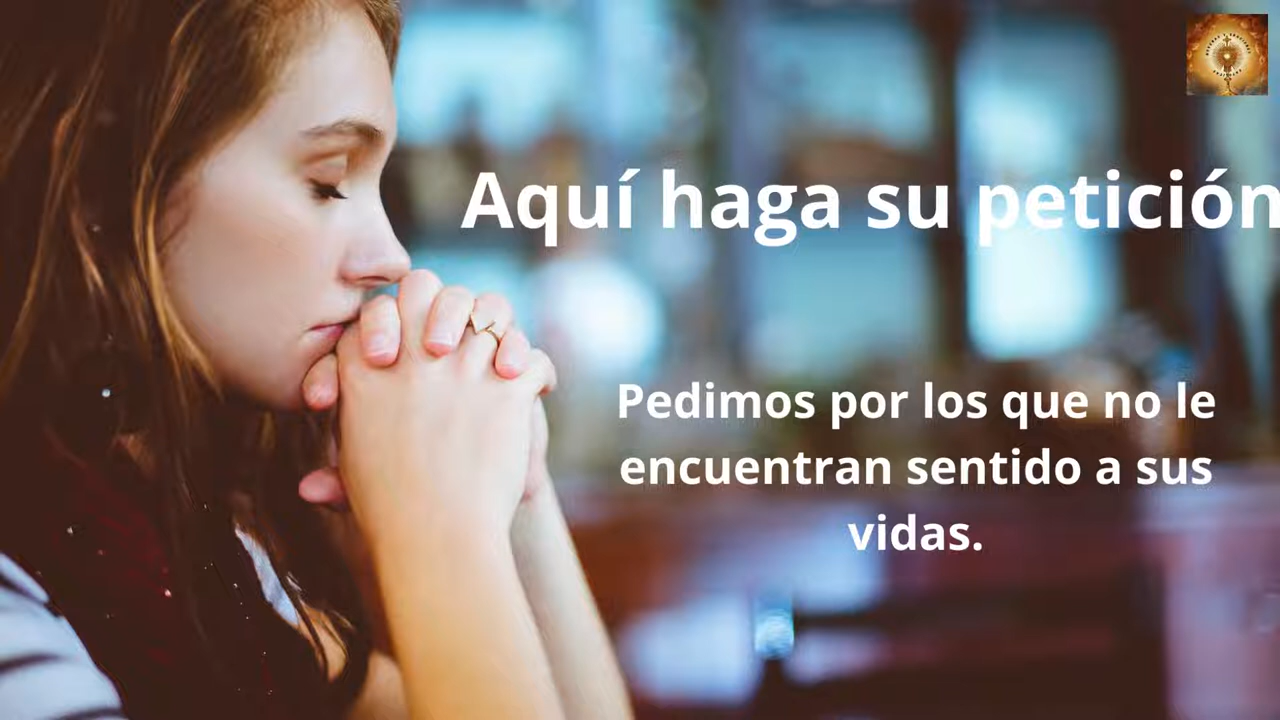 Aquí haga su petición
Pedimos por los que no le
encuentran sentido a sus
vidas.